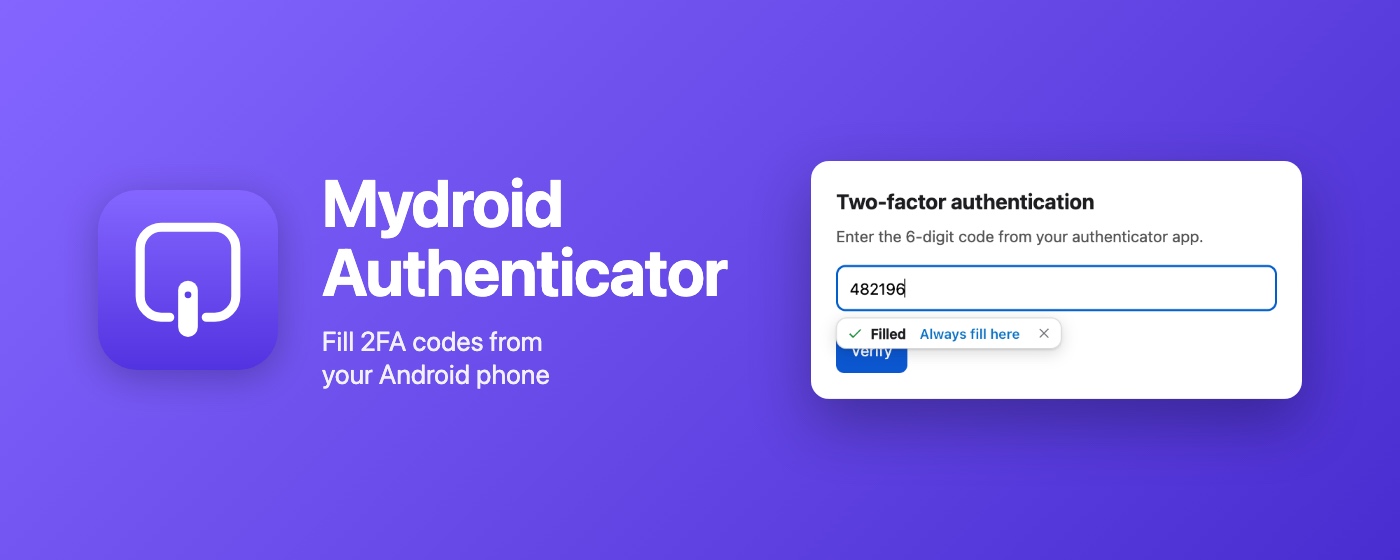 Mydroid
Authenticator
Fill 2FA codes from
your Android phone
Two-factor authentication
Enter the 6-digit code from your authenticator app.
482196
Filled Always fill here
Verify